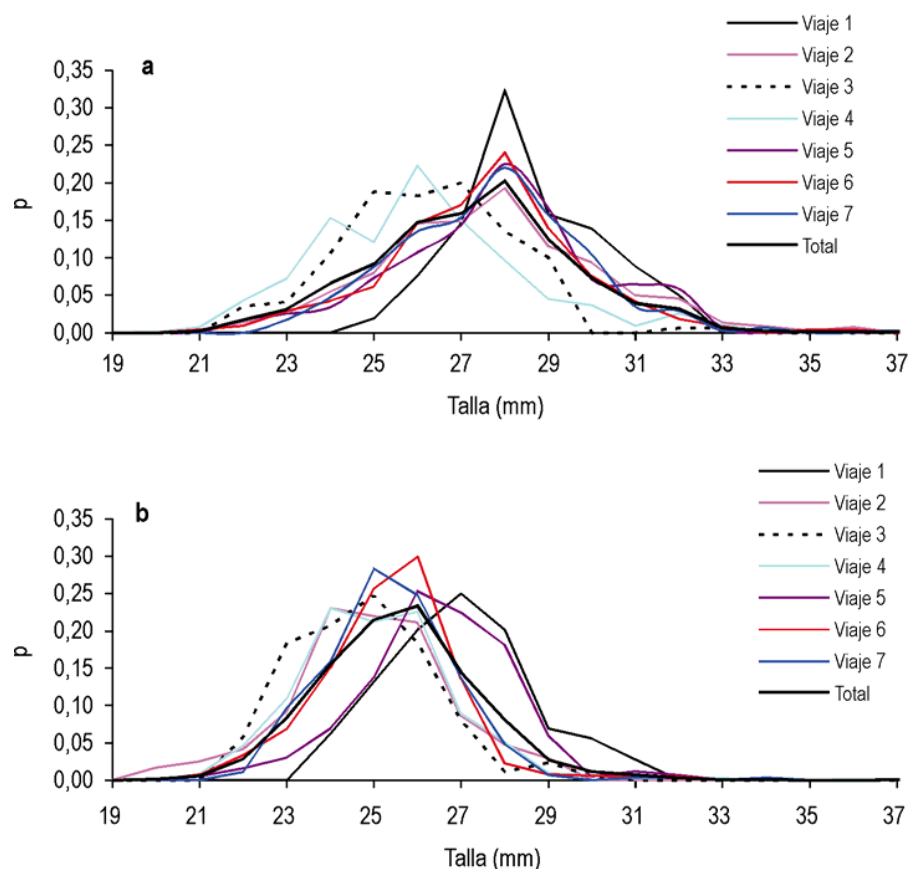 a
Viaje 1
Viaje 2
Viaje 3
Viaje 4
Viaje 5
Viaje 6
Viaje 7
Total
0,35
0,30
0,25
0,20
0,15
0,10
0,05
0,00
p
19 21 23 25 27 29 31 33 35 37
Talla (mm)
b
Viaje 1
Viaje 2
Viaje 3
Viaje 4
Viaje 5
Viaje 6
Viaje 7
Total
0,35
0,30
0,25
0,20
0,15
0,10
0,05
0,00
p
19 21 23 25 27 29 31 33 35 37
Talla (mm)